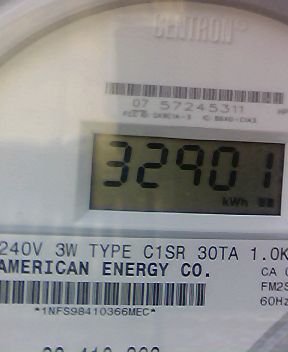 CENTRON®
07 57245311
32901
kWh
240V 3W TYPE C1SR 30TA 1.0K
AMERICAN ENERGY CO.
CA
FM2S
60Hz
*1NFS98410366MEC*